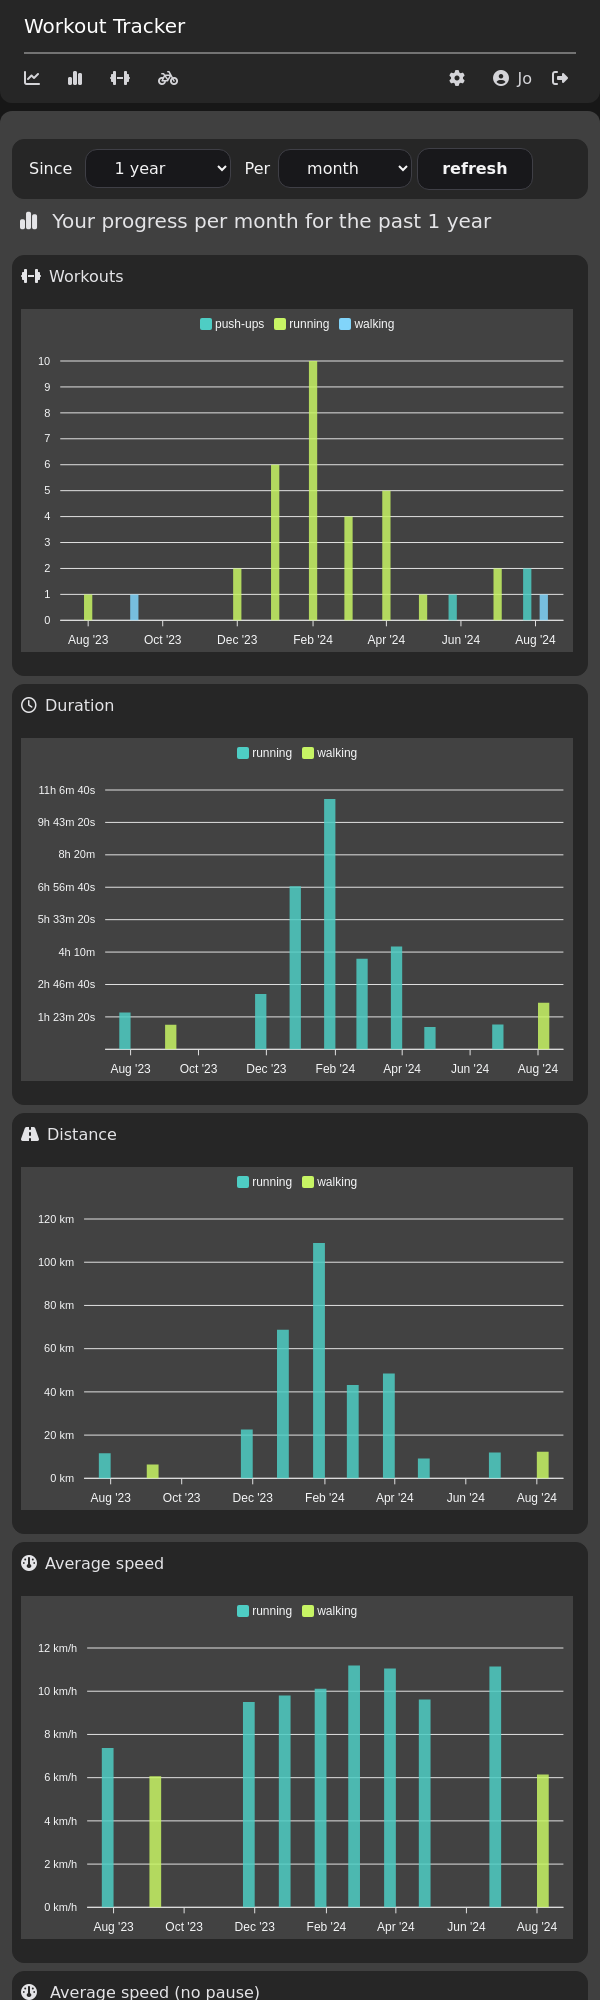 Workout Tracker
Jo
Since 1 year Per month refresh
Your progress per month for the past 1 year
Workouts
push-ups running walking
10
9
8
7
6
5
4
3
2
1
0
Aug '23 Oct '23 Dec '23 Feb '24 Apr '24 Jun '24 Aug '24
Duration
running walking
11h 6m 40s
9h 43m 20s
8h 20m
6h 56m 40s
5h 33m 20s
4h 10m
2h 46m 40s
1h 23m 20s
Aug '23 Oct '23 Dec '23 Feb '24 Apr '24 Jun '24 Aug '24
Distance
running walking
120 km
100 km
80 km
60 km
40 km
20 km
0 km
Aug '23 Oct '23 Dec '23 Feb '24 Apr '24 Jun '24 Aug '24
Average speed
running walking
12 km/h
10 km/h
8 km/h
6 km/h
4 km/h
2 km/h
0 km/h
Aug '23 Oct '23 Dec '23 Feb '24 Apr '24 Jun '24 Aug '24
Average speed (no pause)